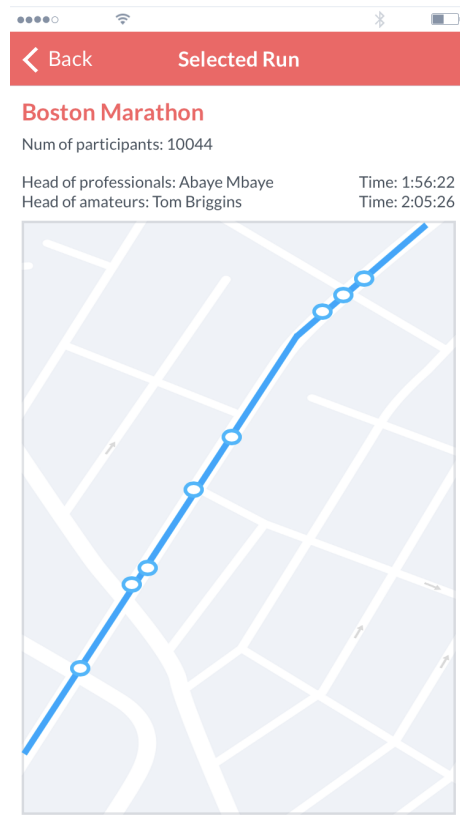 Back
Selected Run
Boston Marathon
Num of participants: 10044
Head of professionals: Abaye Mbaye Time: 1:56:22
Head of amateurs: Tom Briggins Time: 2:05:26